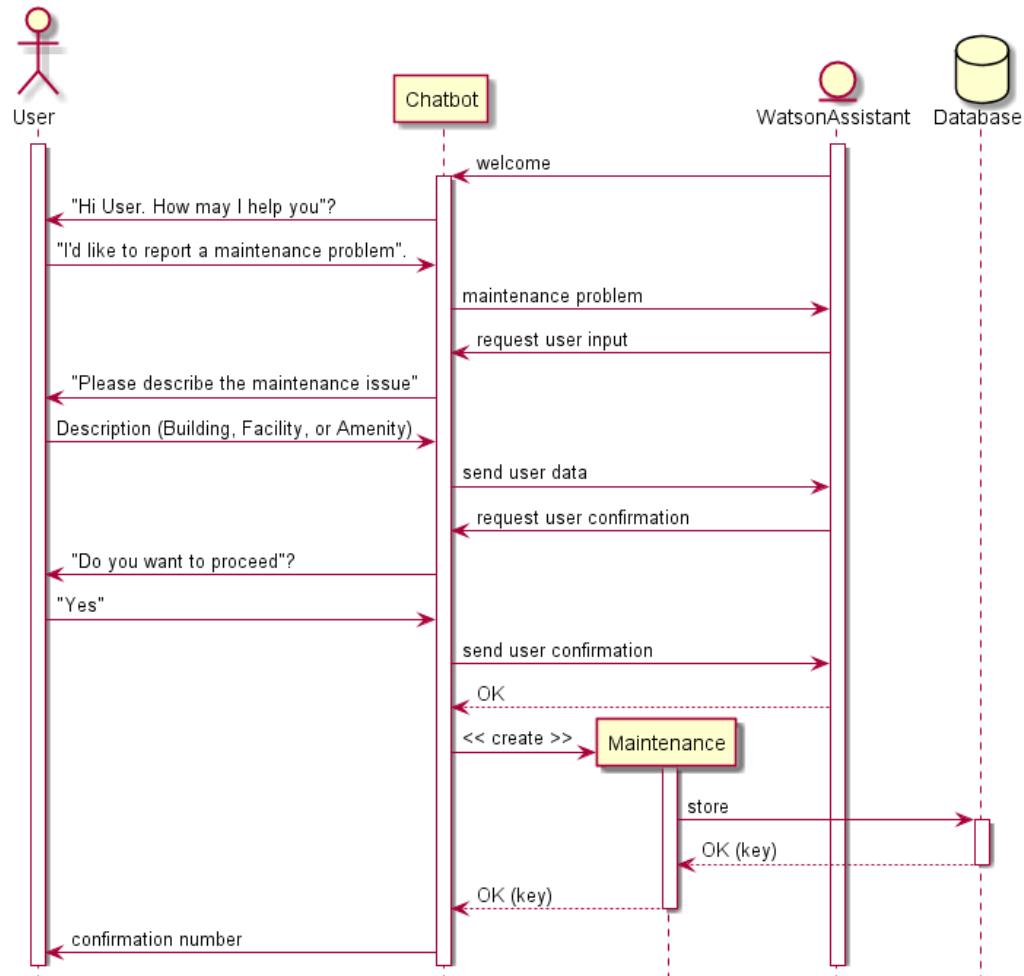 User
Chatbot
WatsonAssistant
Database
welcome
"Hi User. How may I help you"?
"I'd like to report a maintenance problem".
maintenance problem
request user input
"Please describe the maintenance issue"
Description (Building, Facility, or Amenity)
send user data
request user confirmation
"Do you want to proceed"?
"Yes"
send user confirmation
OK
<< create >>
Maintenance
store
OK (key)
OK (key)
confirmation number